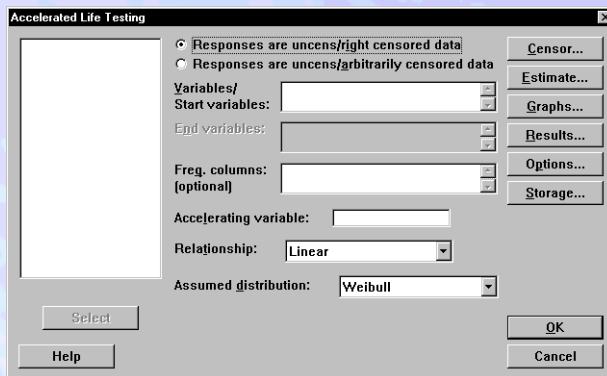 Accelerated Life Testing
Responses are uncens/right censored data
Responses are uncens/arbitrarily censored data
Variables/
Start variables:
End variables:
Freq. columns:
(optional)
Accelerating variable:
Relationship:
Linear
Assumed distribution:
Weibull
Select
Help
Censor...
Estimate...
Graphs...
Results...
Options...
Storage...
OK
Cancel